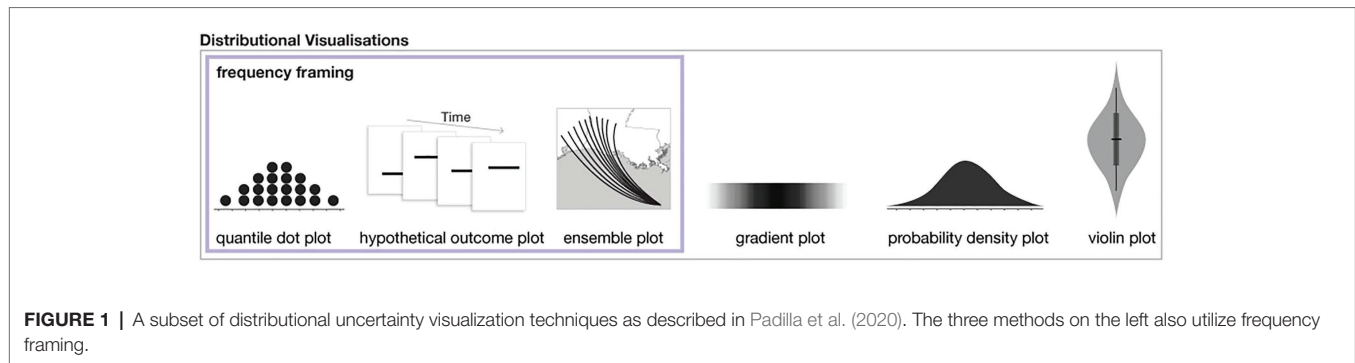 Distributional Visualisations
frequency framing
Time
quantile dot plot
hypothetical outcome plot
ensemble plot
gradient plot
probability density plot
violin plot
FIGURE 1 | A subset of distributional uncertainty visualization techniques as described in Padilla et al. (2020). The three methods on the left also utilize frequency
framing.